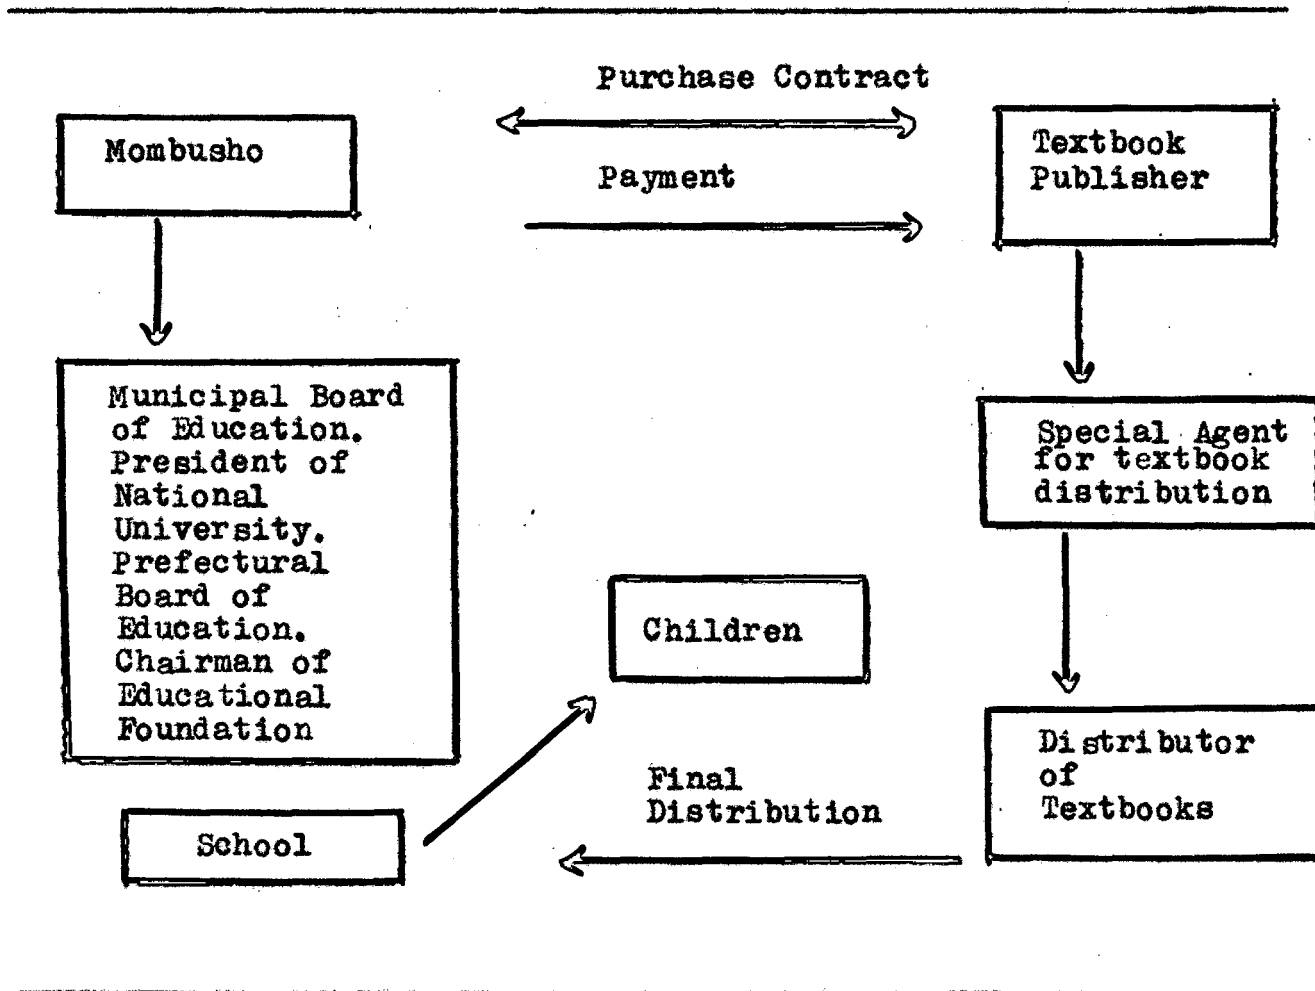 Purchase Contract
Mombusho
Textbook
Publisher
Payment
Municipal Board
of Education.
President of
National
University.
Prefectural
Board of
Education.
Chairman of
Educational
Foundation
Special Agent
for textbook
distribution
Children
Distributor
of
Textbooks
Final
Distribution
School